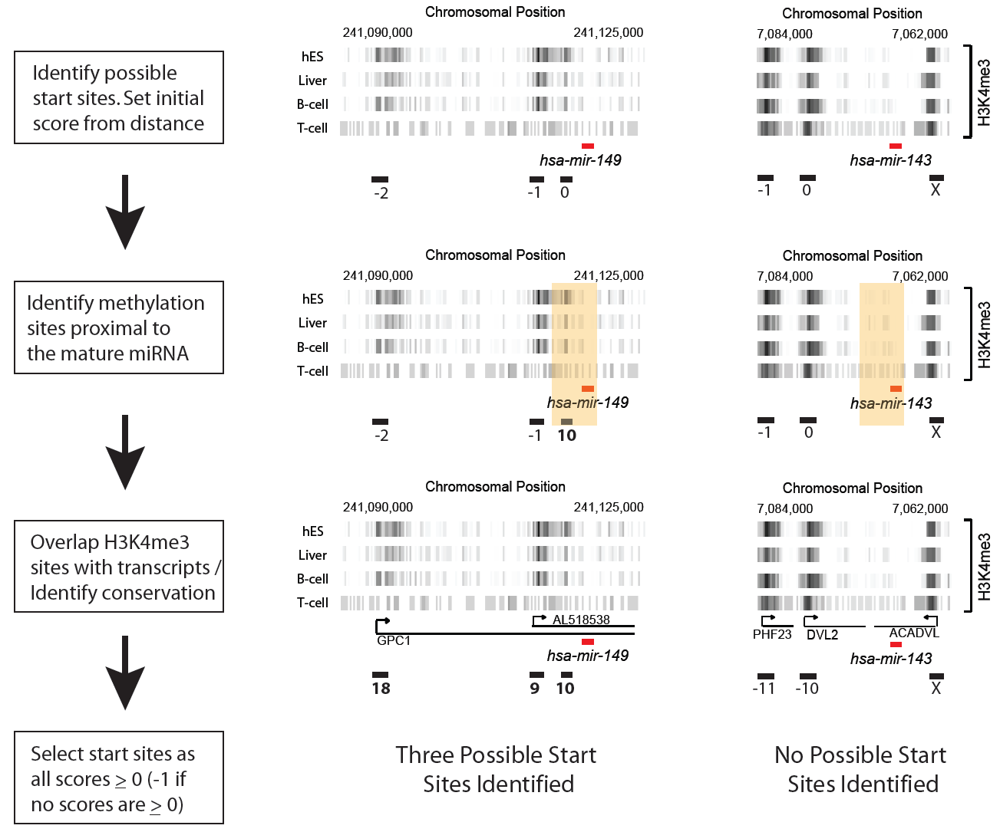 Identify possible
start sites. Set initial
score from distance
Chromosomal Position
241,090,000 241,125,000
hES
Liver
B-cell
T-cell
hsa-mir-149
-2 -1 0
Chromosomal Position
7,084,000 7,062,000
H3K4me3
hsa-mir-143
-1 0 X
Identify methylation
sites proximal to
the mature miRNA
Chromosomal Position
241,090,000 241,125,000
hES
Liver
B-cell
T-cell
hsa-mir-149
-2 -1 10
Chromosomal Position
7,084,000 7,062,000
H3K4me3
hsa-mir-143
-1 0 X
Overlap H3K4me3
sites with transcripts /
Identify conservation
Chromosomal Position
241,090,000 241,125,000
hES
Liver
B-cell
T-cell
AL518538
GPC1
hsa-mir-149
18 9 10
Chromosomal Position
7,084,000 7,062,000
H3K4me3
PHF23 DVL2 ACADVL
hsa-mir-143
-11 -10 X
Select start sites as
all scores ≥ 0 (-1 if
no scores are ≥ 0)
Three Possible Start
Sites Identified
No Possible Start
Sites Identified